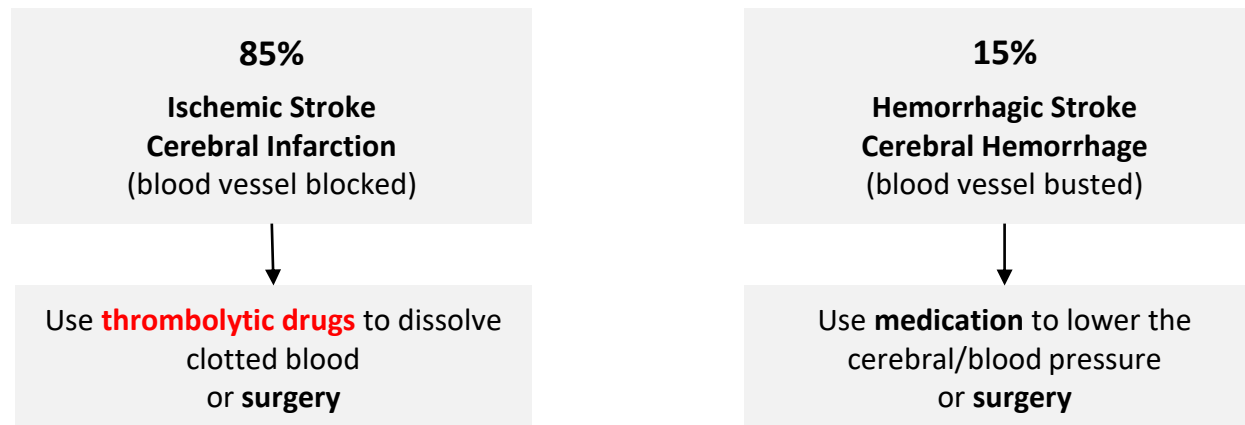 85%
Ischemic Stroke
Cerebral Infarction
(blood vessel blocked)
Use thrombolytic drugs to dissolve
clotted blood
or surgery
15%
Hemorrhagic Stroke
Cerebral Hemorrhage
(blood vessel busted)
Use medication to lower the
cerebral/blood pressure
or surgery